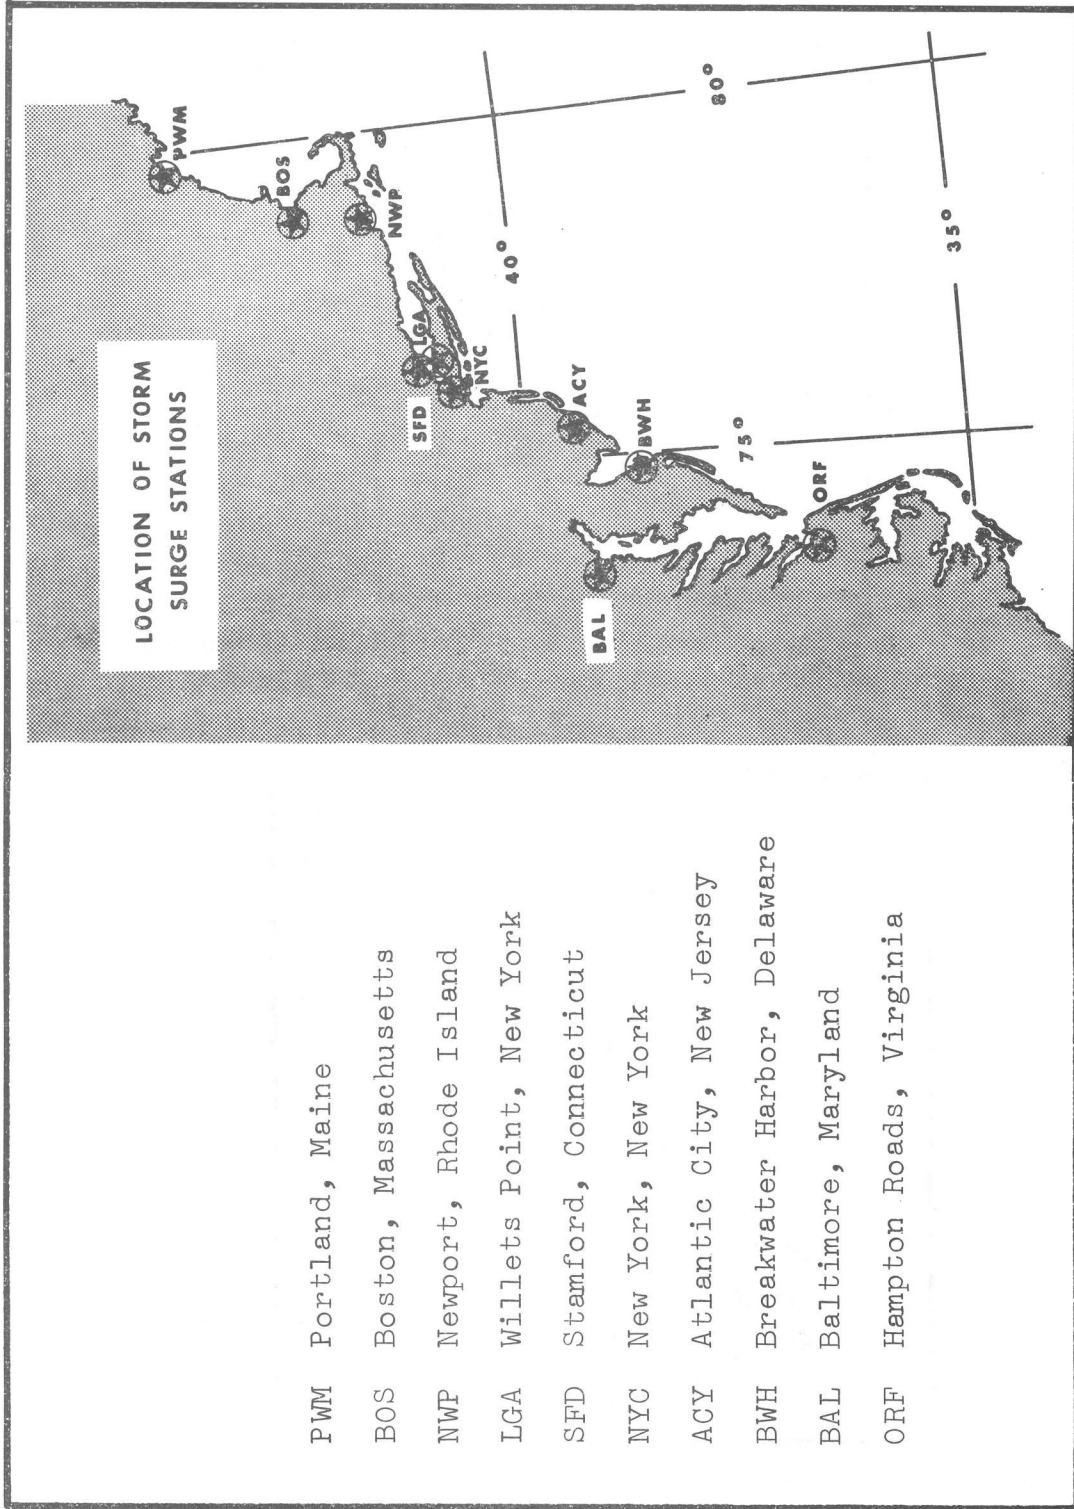 LOCATION OF STORM
SURGE STATIONS
PWM
BOS
NWP
LGA
SFD
NYC
ACY
BWH
BAL
ORF
40°
35°
75°
80°
PWM Portland, Maine
BOS Boston, Massachusetts
NWP Newport, Rhode Island
LGA Willets Point, New York
SFD Stamford, Connecticut
NYC New York, New York
ACY Atlantic City, New Jersey
BWH Breakwater Harbor, Delaware
BAL Baltimore, Maryland
ORF Hampton Roads, Virginia